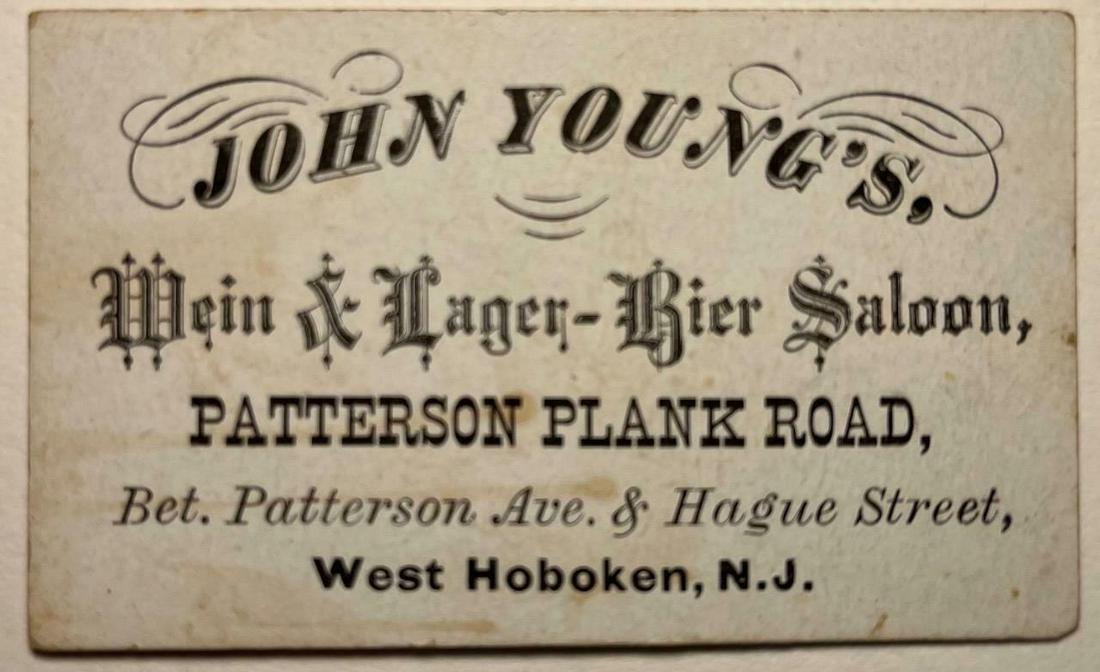 JOHN YOUNG'S,
Wein & Lager-Bier Saloon,
PATTERSON PLANK ROAD,
Bet. Patterson Ave. & Hague Street,
West Hoboken, N.J.